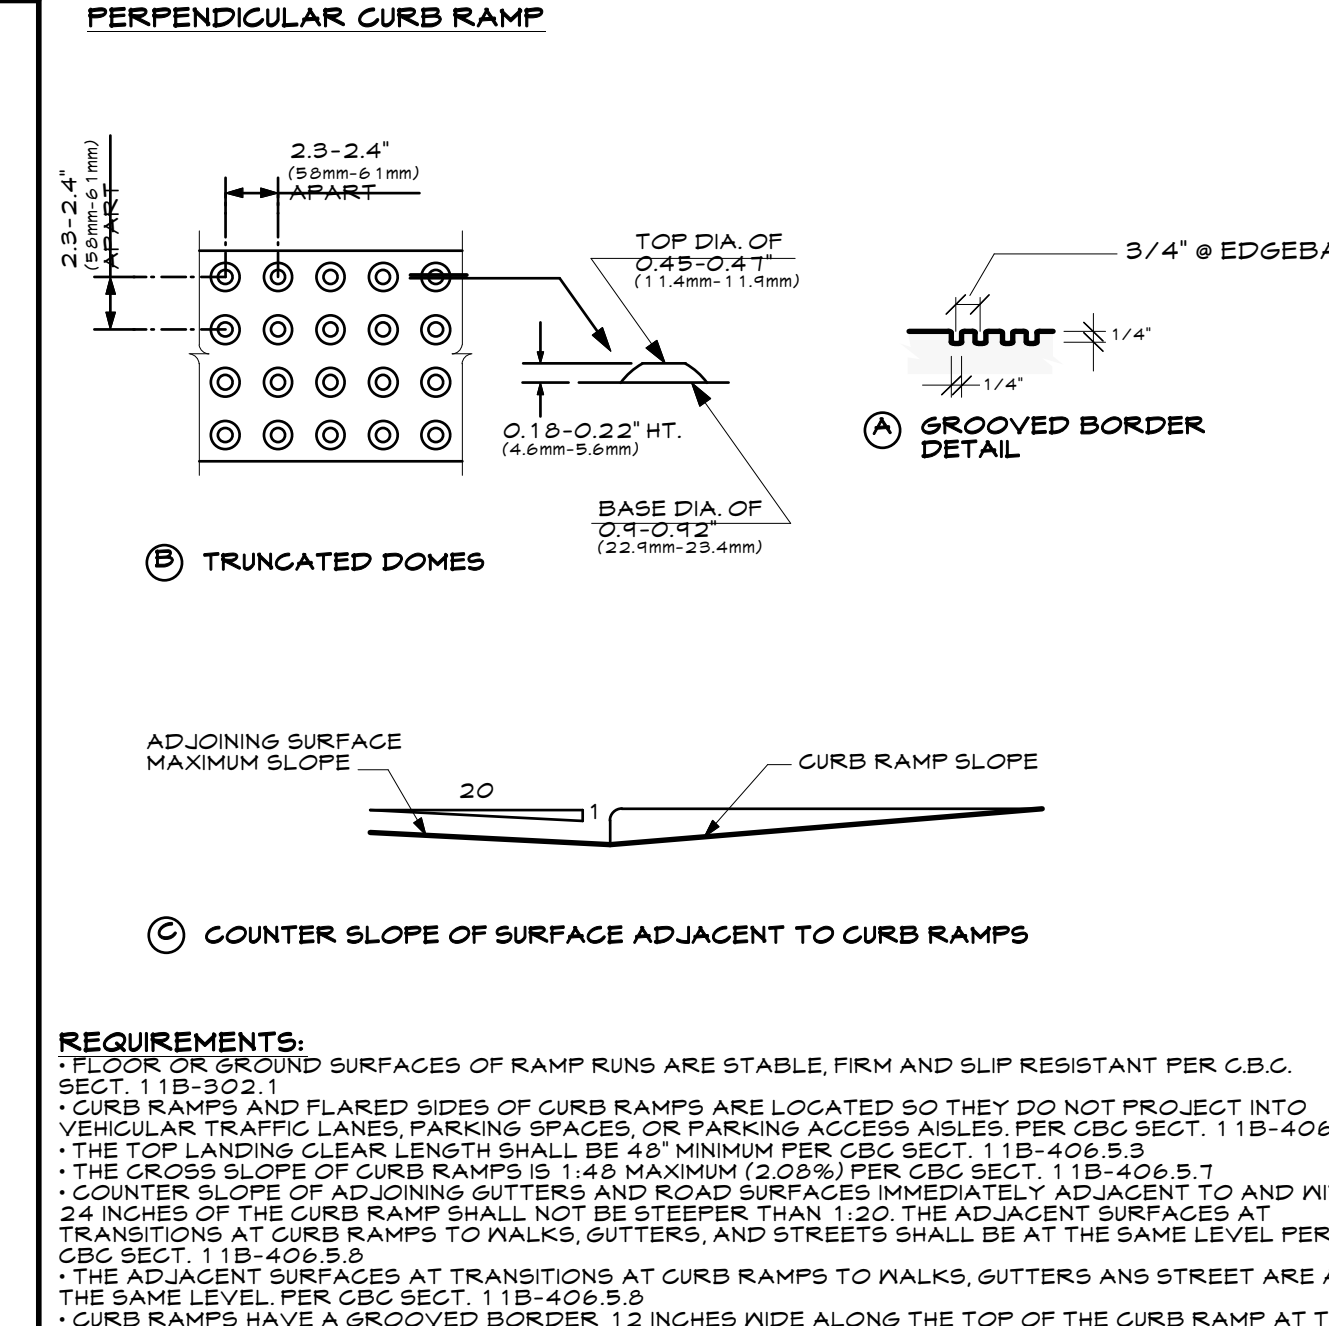 PERPENDICULAR CURB RAMP
2.3-2.4"
(58mm-61mm)
APART
2.3-2.4"
(58mm-61mm)
APART
TOP DIA. OF
0.45-0.47"
(11.4mm-11.9mm)
3/4" @ EDGEBA
1/4"
1/4"
A GROOVED BORDER
DETAIL
0.18-0.22" HT.
(4.6mm-5.6mm)
BASE DIA. OF
0.9-0.92"
(22.9mm-23.4mm)
B TRUNCATED DOMES
ADJOINING SURFACE
MAXIMUM SLOPE
20
1
CURB RAMP SLOPE
C COUNTER SLOPE OF SURFACE ADJACENT TO CURB RAMPS
REQUIREMENTS:
• FLOOR OR GROUND SURFACES OF RAMP RUNS ARE STABLE, FIRM AND SLIP RESISTANT PER C.B.C.
SECT. 11B-302.1
• CURB RAMPS AND FLARED SIDES OF CURB RAMPS ARE LOCATED SO THEY DO NOT PROJECT INTO
VEHICULAR TRAFFIC LANES, PARKING SPACES, OR PARKING ACCESS AISLES. PER CBC SECT. 11B-406
• THE TOP LANDING CLEAR LENGTH SHALL BE 48" MINIMUM PER CBC SECT. 11B-406.5.3
• THE CROSS SLOPE OF CURB RAMPS IS 1:48 MAXIMUM (2.08%) PER CBC SECT. 11B-406.5.7
• COUNTER SLOPE OF ADJOINING GUTTERS AND ROAD SURFACES IMMEDIATELY ADJACENT TO AND WI
24 INCHES OF THE CURB RAMP SHALL NOT BE STEEPER THAN 1:20. THE ADJACENT SURFACES AT
TRANSITIONS AT CURB RAMPS TO WALKS, GUTTERS, AND STREETS SHALL BE AT THE SAME LEVEL PER
CBC SECT. 11B-406.5.8
• THE ADJACENT SURFACES AT TRANSITIONS AT CURB RAMPS TO WALKS, GUTTERS ANS STREET ARE A
THE SAME LEVEL. PER CBC SECT. 11B-406.5.8
• CURB RAMPS HAVE A GROOVED BORDER 12 INCHES WIDE ALONG THE TOP OF THE CURB RAMP AT T